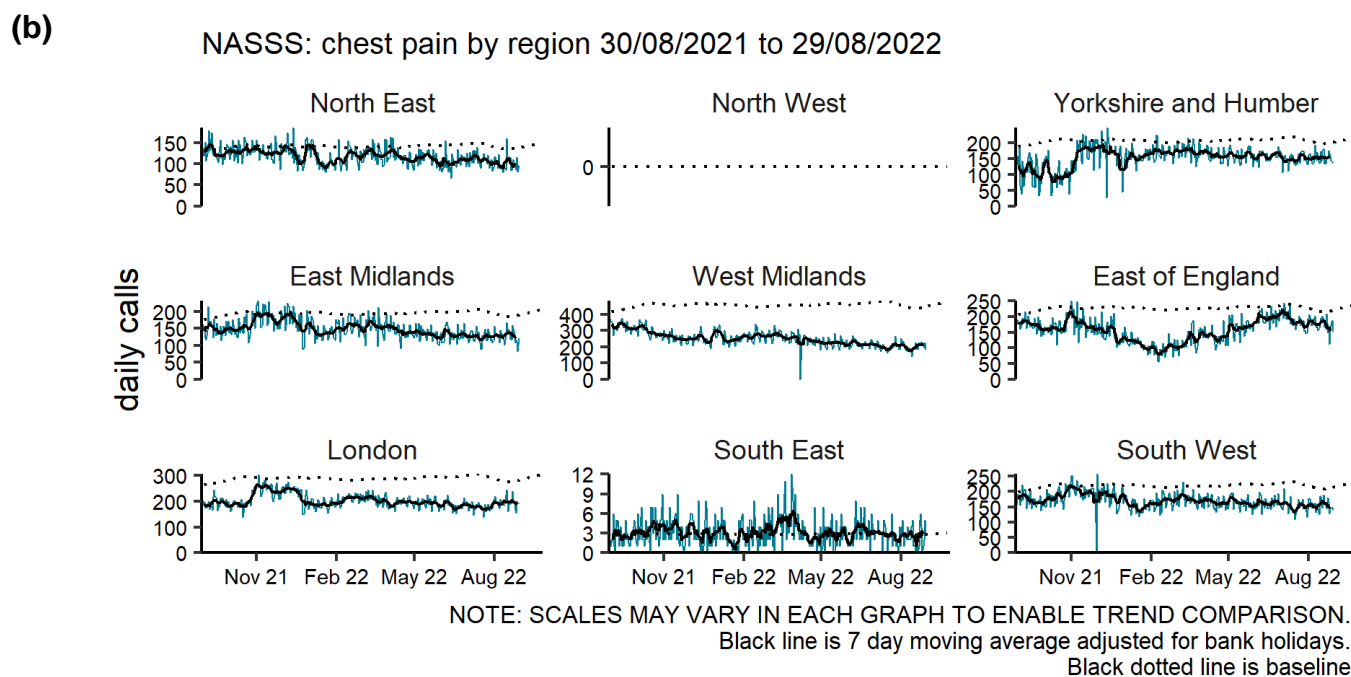 (b)
NASSS: chest pain by region 30/08/2021 to 29/08/2022
daily calls
North East
150
100
50
0
North West
0
Yorkshire and Humber
200
150
100
50
0
East Midlands
200
150
100
50
0
West Midlands
400
300
200
100
0
East of England
250
200
150
100
50
0
London
300
200
100
0
Nov 21 Feb 22 May 22 Aug 22
South East
12
9
6
3
0
Nov 21 Feb 22 May 22 Aug 22
South West
250
200
150
100
50
0
Nov 21 Feb 22 May 22 Aug 22
NOTE: SCALES MAY VARY IN EACH GRAPH TO ENABLE TREND COMPARISON.
Black line is 7 day moving average adjusted for bank holidays.
Black dotted line is baseline